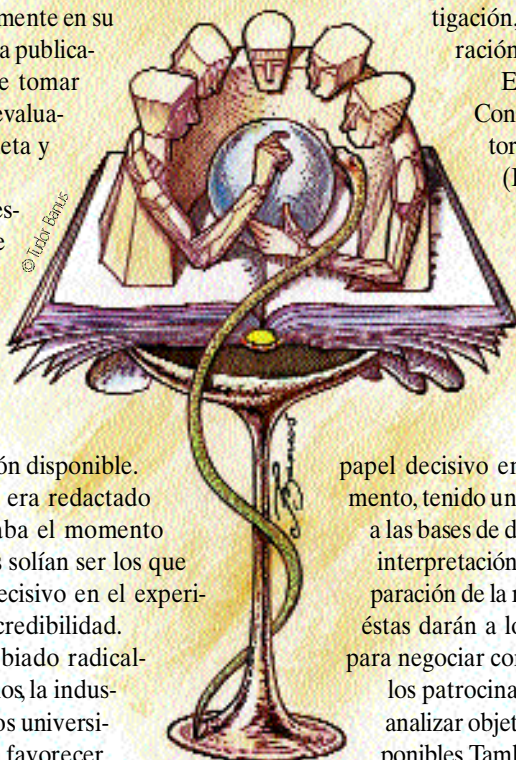 mente en su
a publica-
e tomar
evalua-
eta y
es-
e
© Tudor Banus
ón disponible.
era redactado
aba el momento
s solían ser los que
ecisivo en el experi-
credibilidad.
biado radical-
ios, la indus-
os universi-
favorecer
tigación,
ración
E
Con
tor
(I
papel decisivo en
mento, tenido un
a las bases de d
interpretación
paración de la r
éstas darán a lo
para negociar con
los patrocina
analizar objet
ponibles Tamb